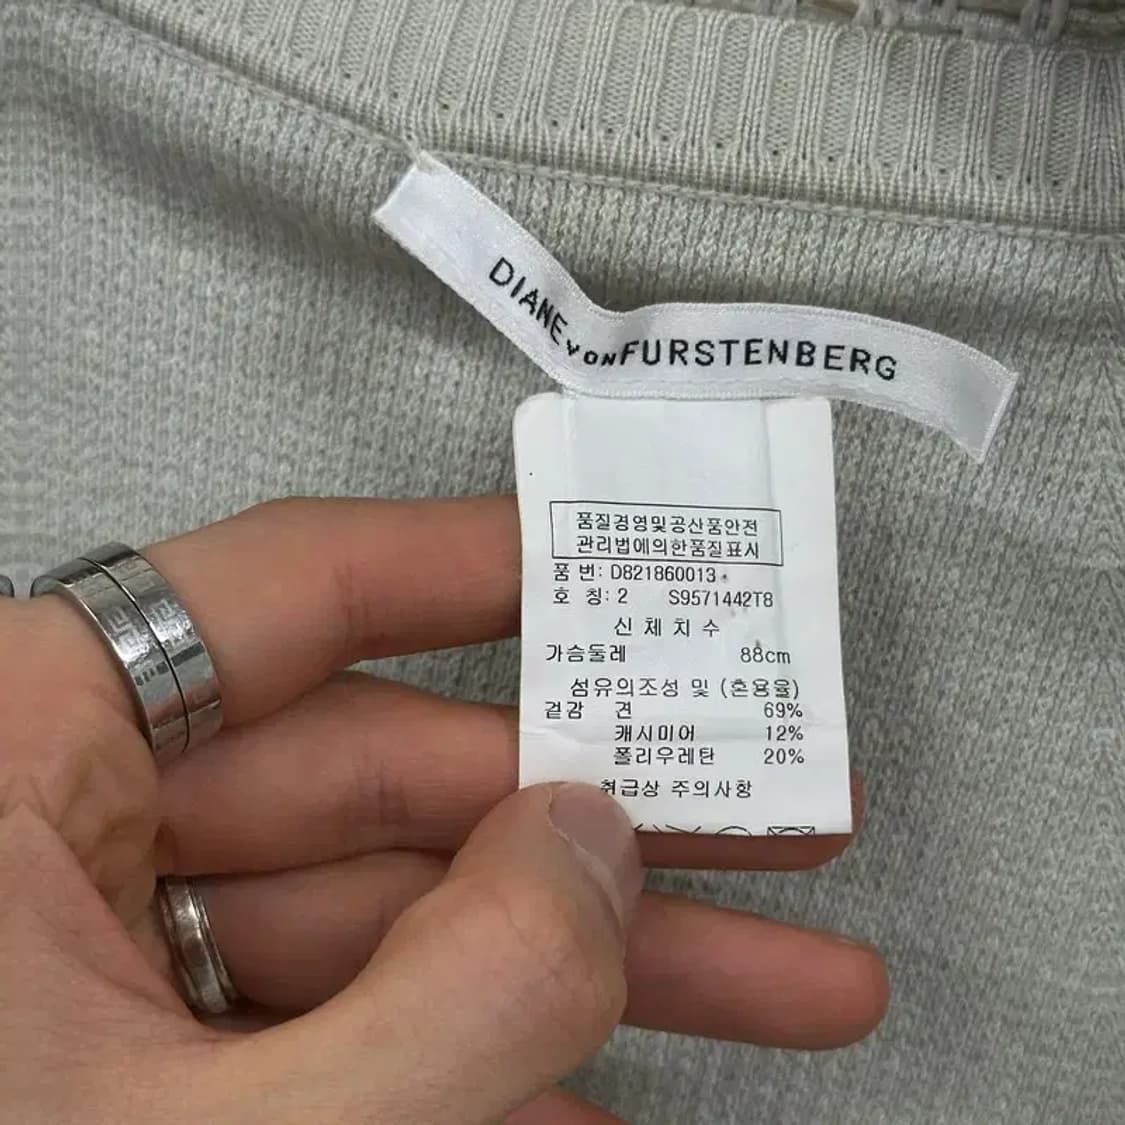 DIANE VON FURSTENBERG
품질경영및공산품안전
관리법에의한품질표시
품 번: D821860013
호 칭: 2 S9571442T8
신 체 치 수
가슴둘레 88cm
섬유의조성 및 (혼용율)
겉감 견 69%
캐시미어 12%
폴리우레탄 20%
취급상 주의사항